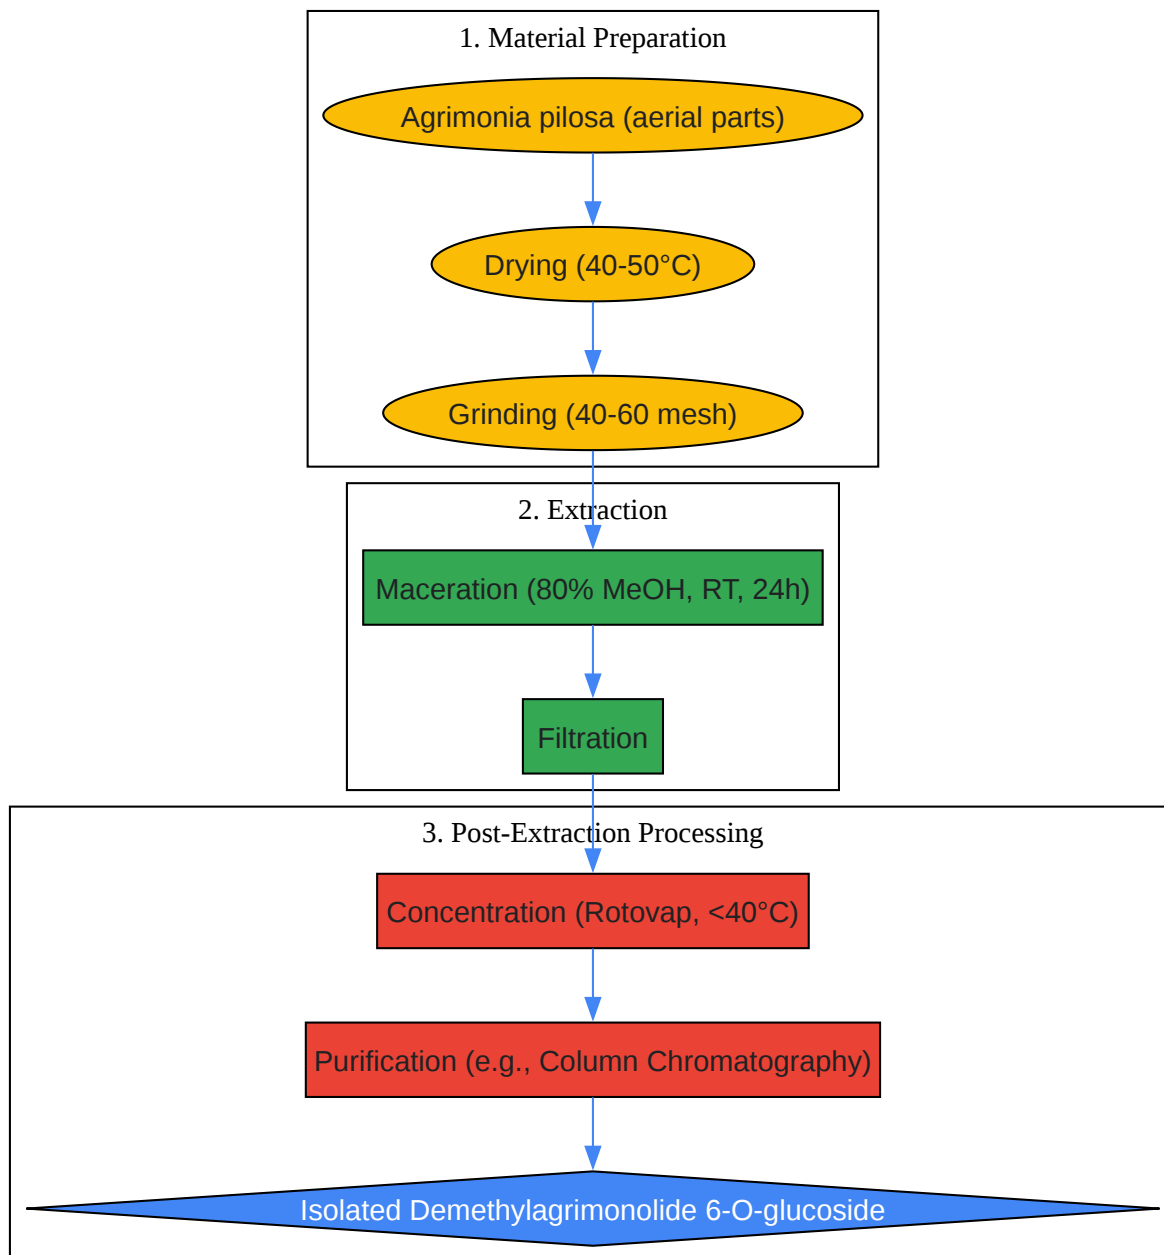 1. Material Preparation
Agrimonia pilosa (aerial parts)
Drying (40-50°C)
Grinding (40-60 mesh)
2. Extraction
Maceration (80% MeOH, RT, 24h)
Filtration
3. Post-Extraction Processing
Concentration (Rotovap, <40°C)
Purification (e.g., Column Chromatography)
Isolated Demethylagrimonolide 6-O-glucoside